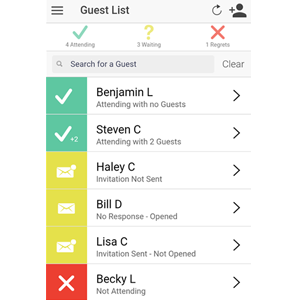 Guest List
4 Attending
3 Waiting
1 Regrets
Search for a Guest
Clear
Benjamin L
Attending with no Guests
+2
Steven C
Attending with 2 Guests
Haley C
Invitation Not Sent
Bill D
No Response - Opened
Lisa C
Invitation Sent - Not Opened
Becky L
Not Attending